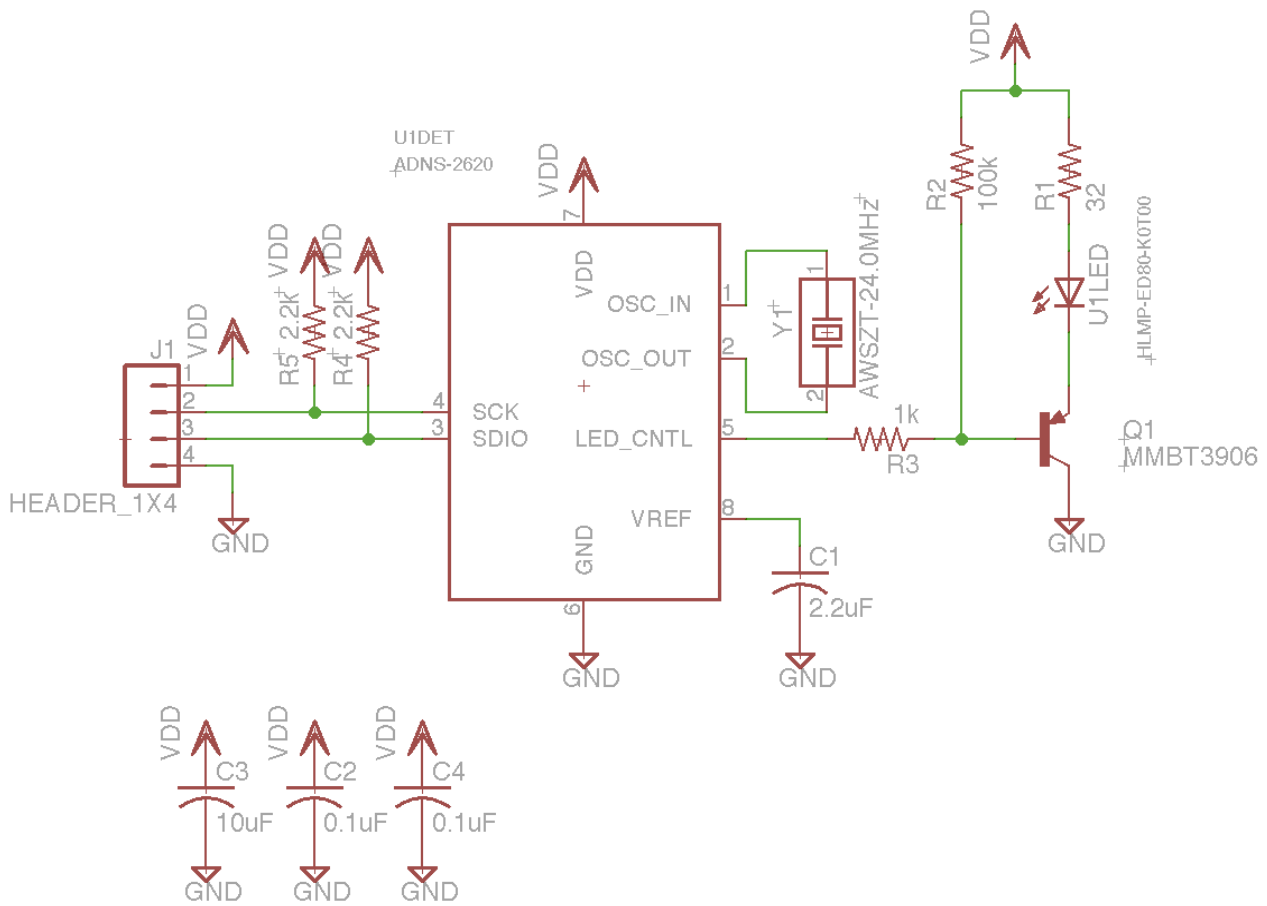 VDD
U1DET
ADNS-2620
VDD
7
VDD
R2
100k
R1
32
HLMP-ED80-K0T00
VDD
VDD
VDD
OSC_IN
1
1
Y1
AWSZT-24.0MHz
2
U1LED
VDD
R5
2.2k
R4
2.2k
OSC_OUT
2
J1
1
2
3
4
HEADER_1X4
4
SCK
3
SDIO
LED_CNTL
5
1k
R3
Q1
MMBT3906
GND
VREF
8
GND
C1
2.2uF
GND
6
GND
GND
VDD
C3
10uF
GND
VDD
C2
0.1uF
GND
VDD
C4
0.1uF
GND